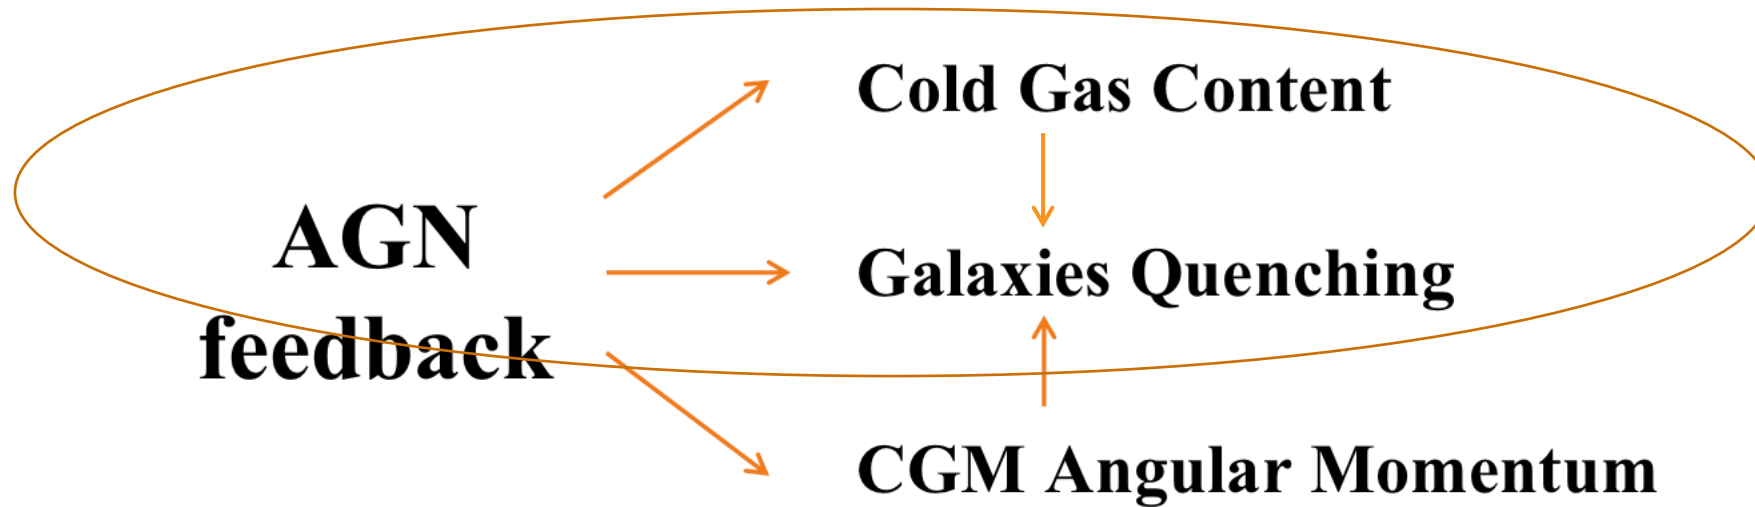 Cold Gas Content
AGN
feedback
Galaxies Quenching
CGM Angular Momentum